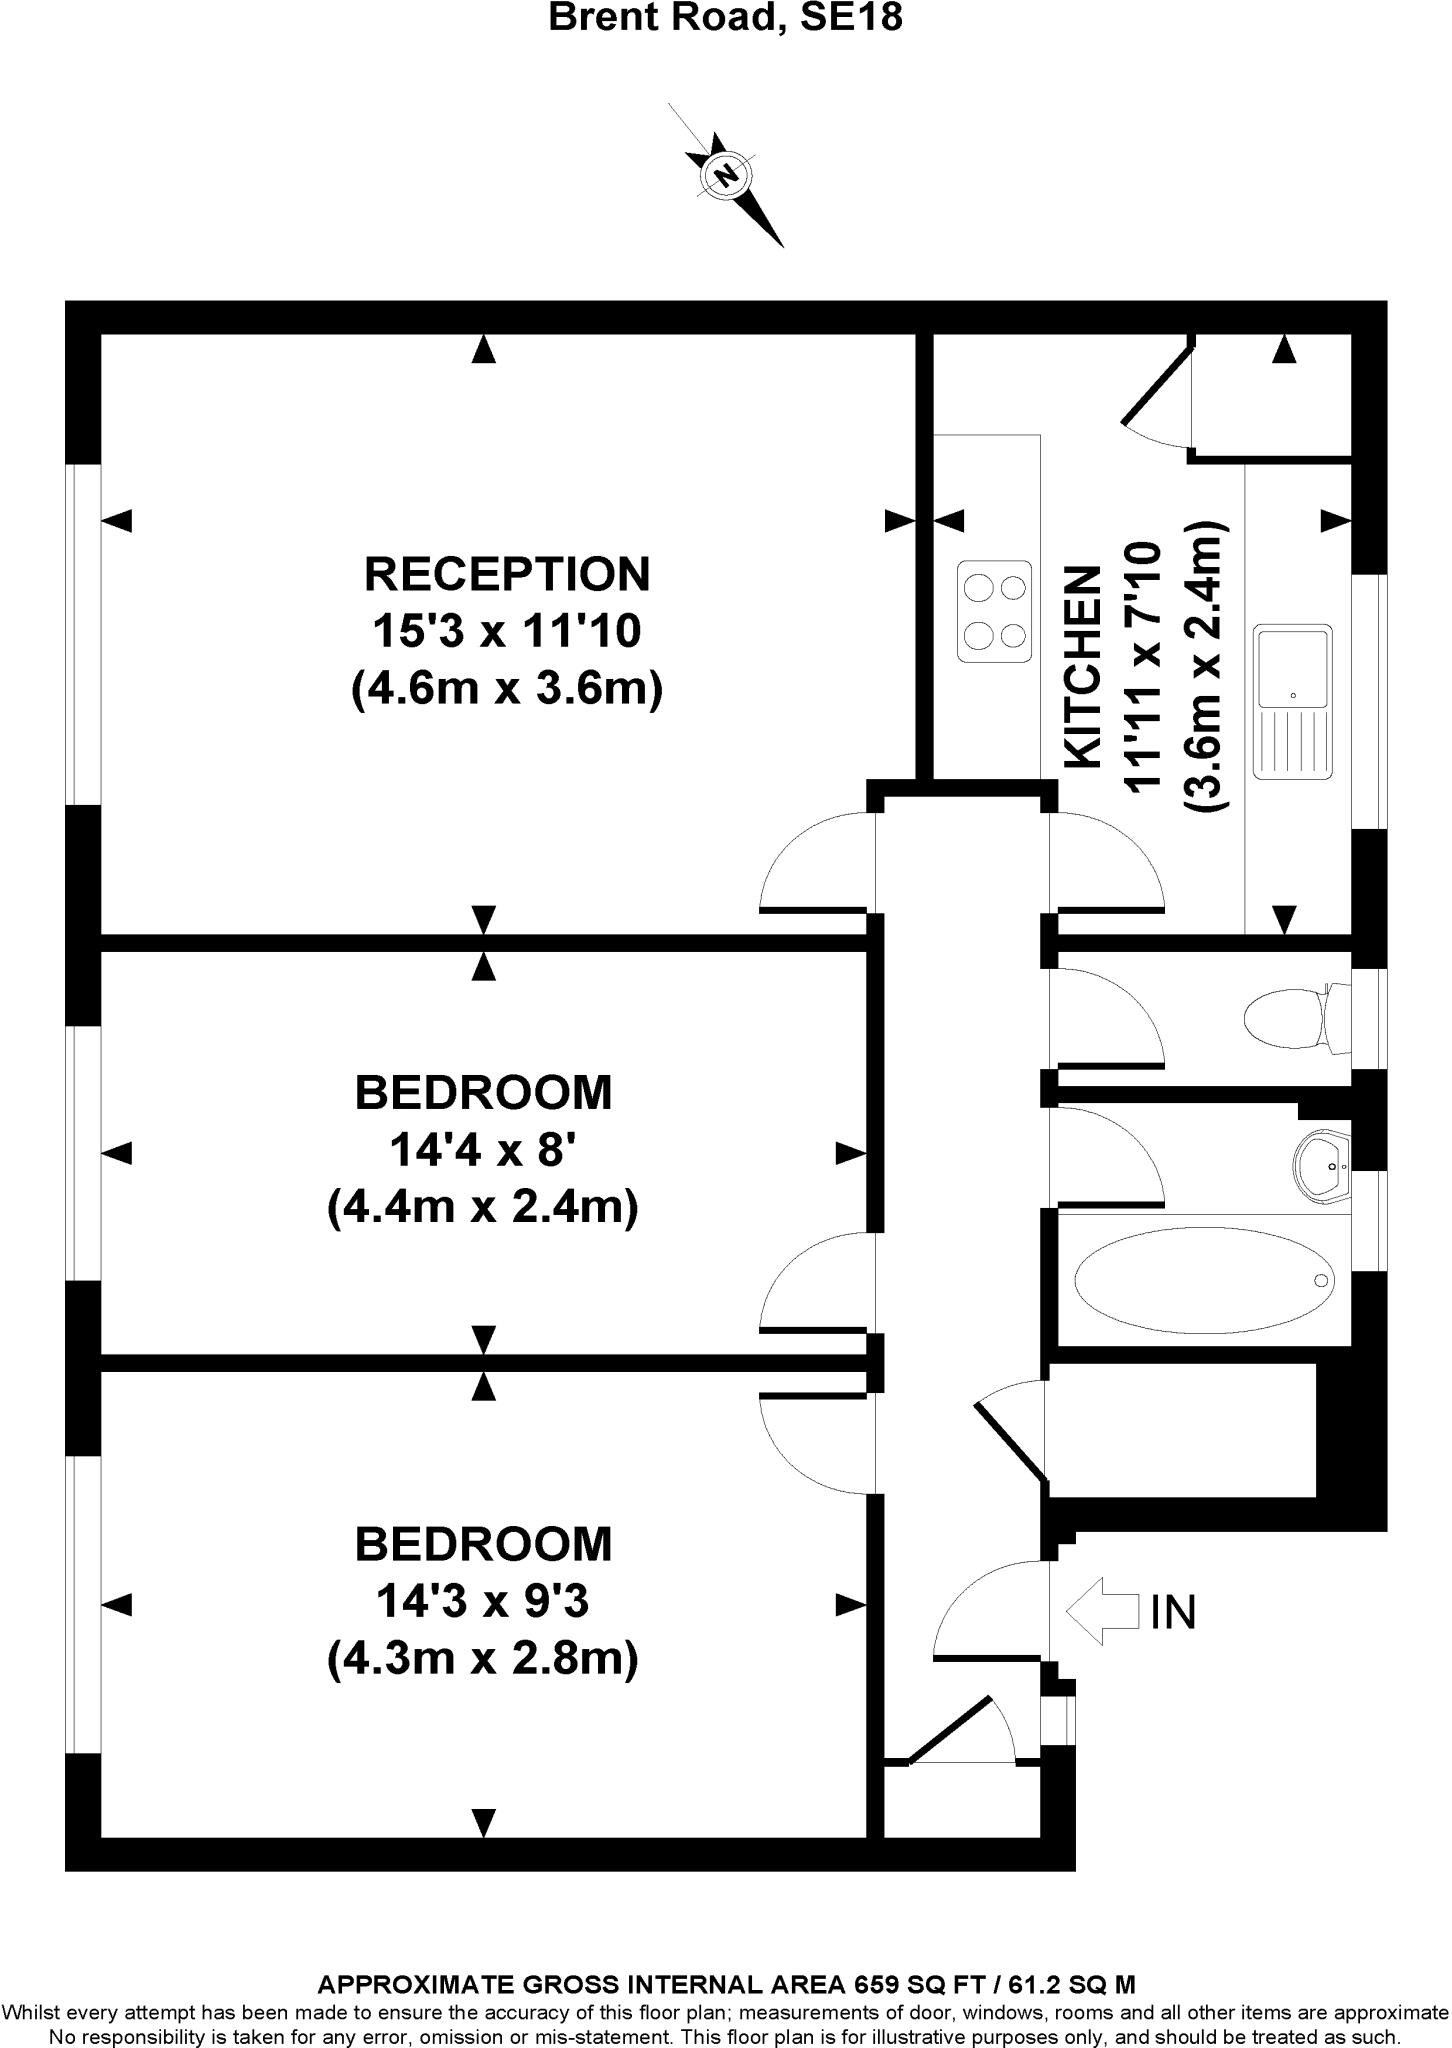 Brent Road, SE18
N
RECEPTION
15'3 x 11'10
(4.6m x 3.6m)
KITCHEN
11'11 x 7'10
(3.6m x 2.4m)
BEDROOM
14'4 x 8'
(4.4m x 2.4m)
BEDROOM
14'3 x 9'3
(4.3m x 2.8m)
IN
APPROXIMATE GROSS INTERNAL AREA 659 SQ FT / 61.2 SQ M
Whilst every attempt has been made to ensure the accuracy of this floor plan; measurements of door, windows, rooms and all other items are approximate
No responsibility is taken for any error, omission or mis-statement. This floor plan is for illustrative purposes only, and should be treated as such.